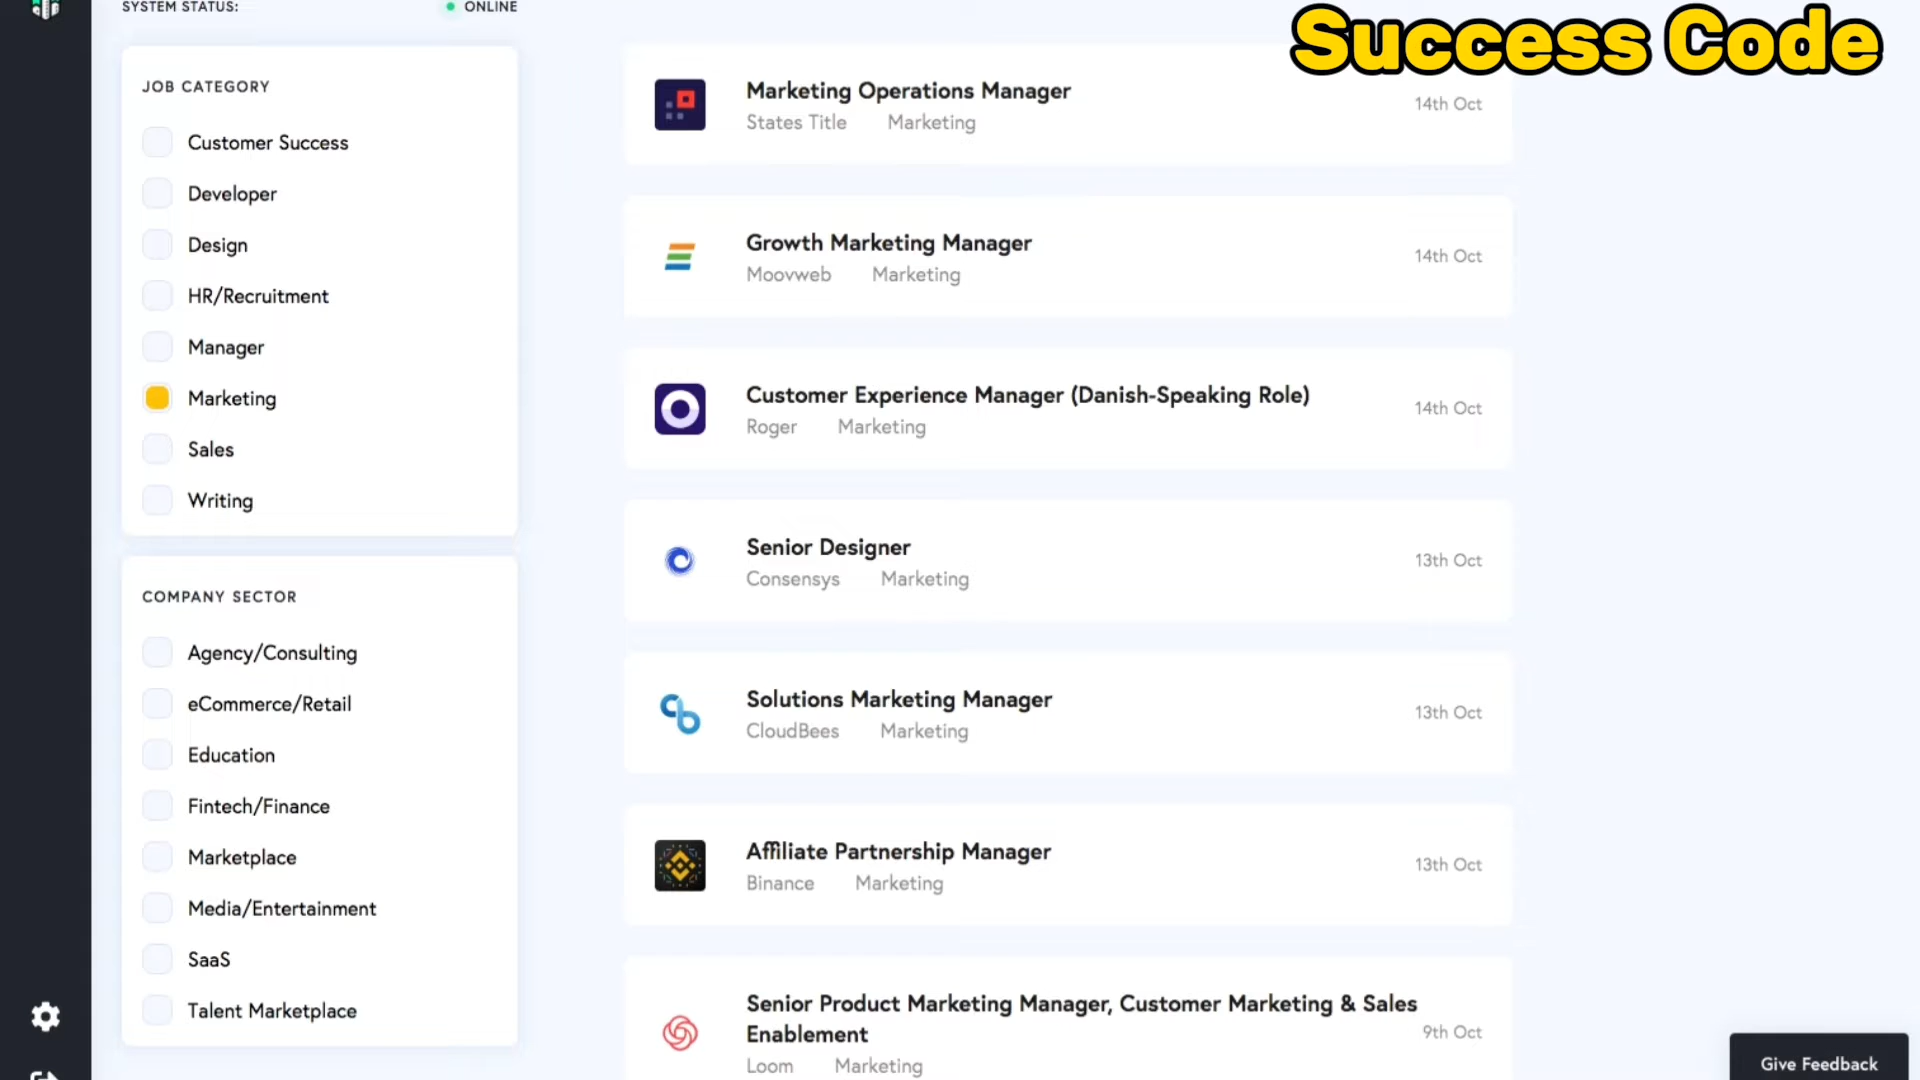 SYSTEM STATUS:
ONLINE
Success Code
JOB CATEGORY
Customer Success
Developer
Design
HR/Recruitment
Manager
Marketing
Sales
Writing
COMPANY SECTOR
Agency/Consulting
eCommerce/Retail
Education
Fintech/Finance
Marketplace
Media/Entertainment
SaaS
Talent Marketplace
Marketing Operations Manager
States Title Marketing
14th Oct
Growth Marketing Manager
Moovweb Marketing
14th Oct
Customer Experience Manager (Danish-Speaking Role)
Roger Marketing
14th Oct
Senior Designer
Consensys Marketing
13th Oct
Solutions Marketing Manager
CloudBees Marketing
13th Oct
Affiliate Partnership Manager
Binance Marketing
13th Oct
Senior Product Marketing Manager, Customer Marketing & Sales
Enablement
Loom Marketing
9th Oct
Give Feedback